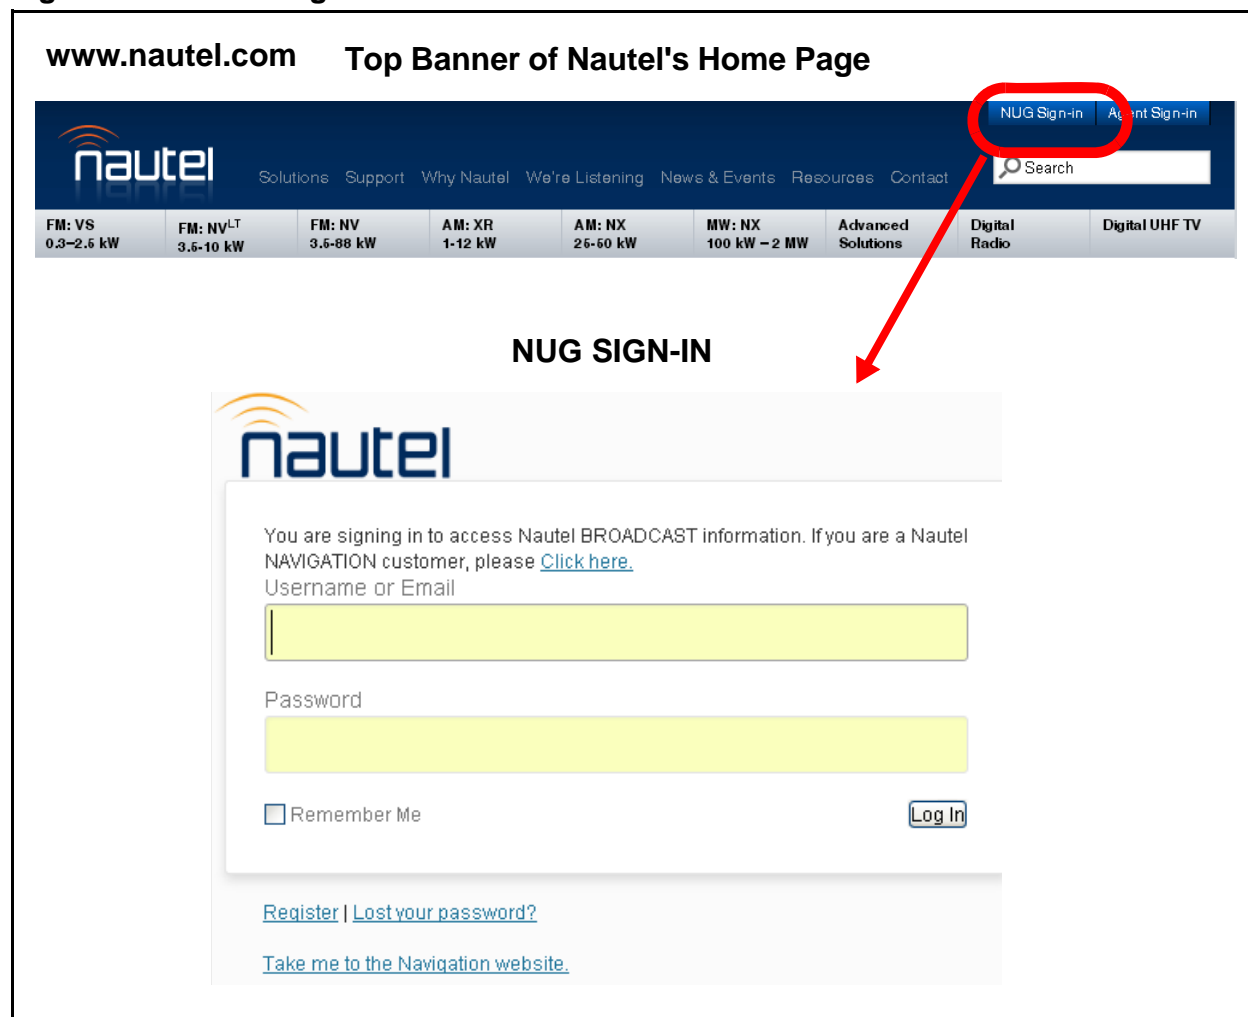 www.nautel.com Top Banner of Nautel's Home Page
NUG Sign-in Agent Sign-in
nautel
Solutions Support Why Nautel We're Listening News & Events Resources Contact
Search
FM: VS FM: NVLT FM: NV AM: XR AM: NX MW: NX Advanced Digital Digital UHF TV
0.3–2.5 kW 3.5-10 kW 3.5-88 kW 1-12 kW 25-50 kW 100 kW – 2 MW Solutions Radio
NUG SIGN-IN
nautel
You are signing in to access Nautel BROADCAST information. If you are a Nautel
NAVIGATION customer, please Click here.
Username or Email
Password
Remember Me Log In
Register | Lost your password?
Take me to the Navigation website.